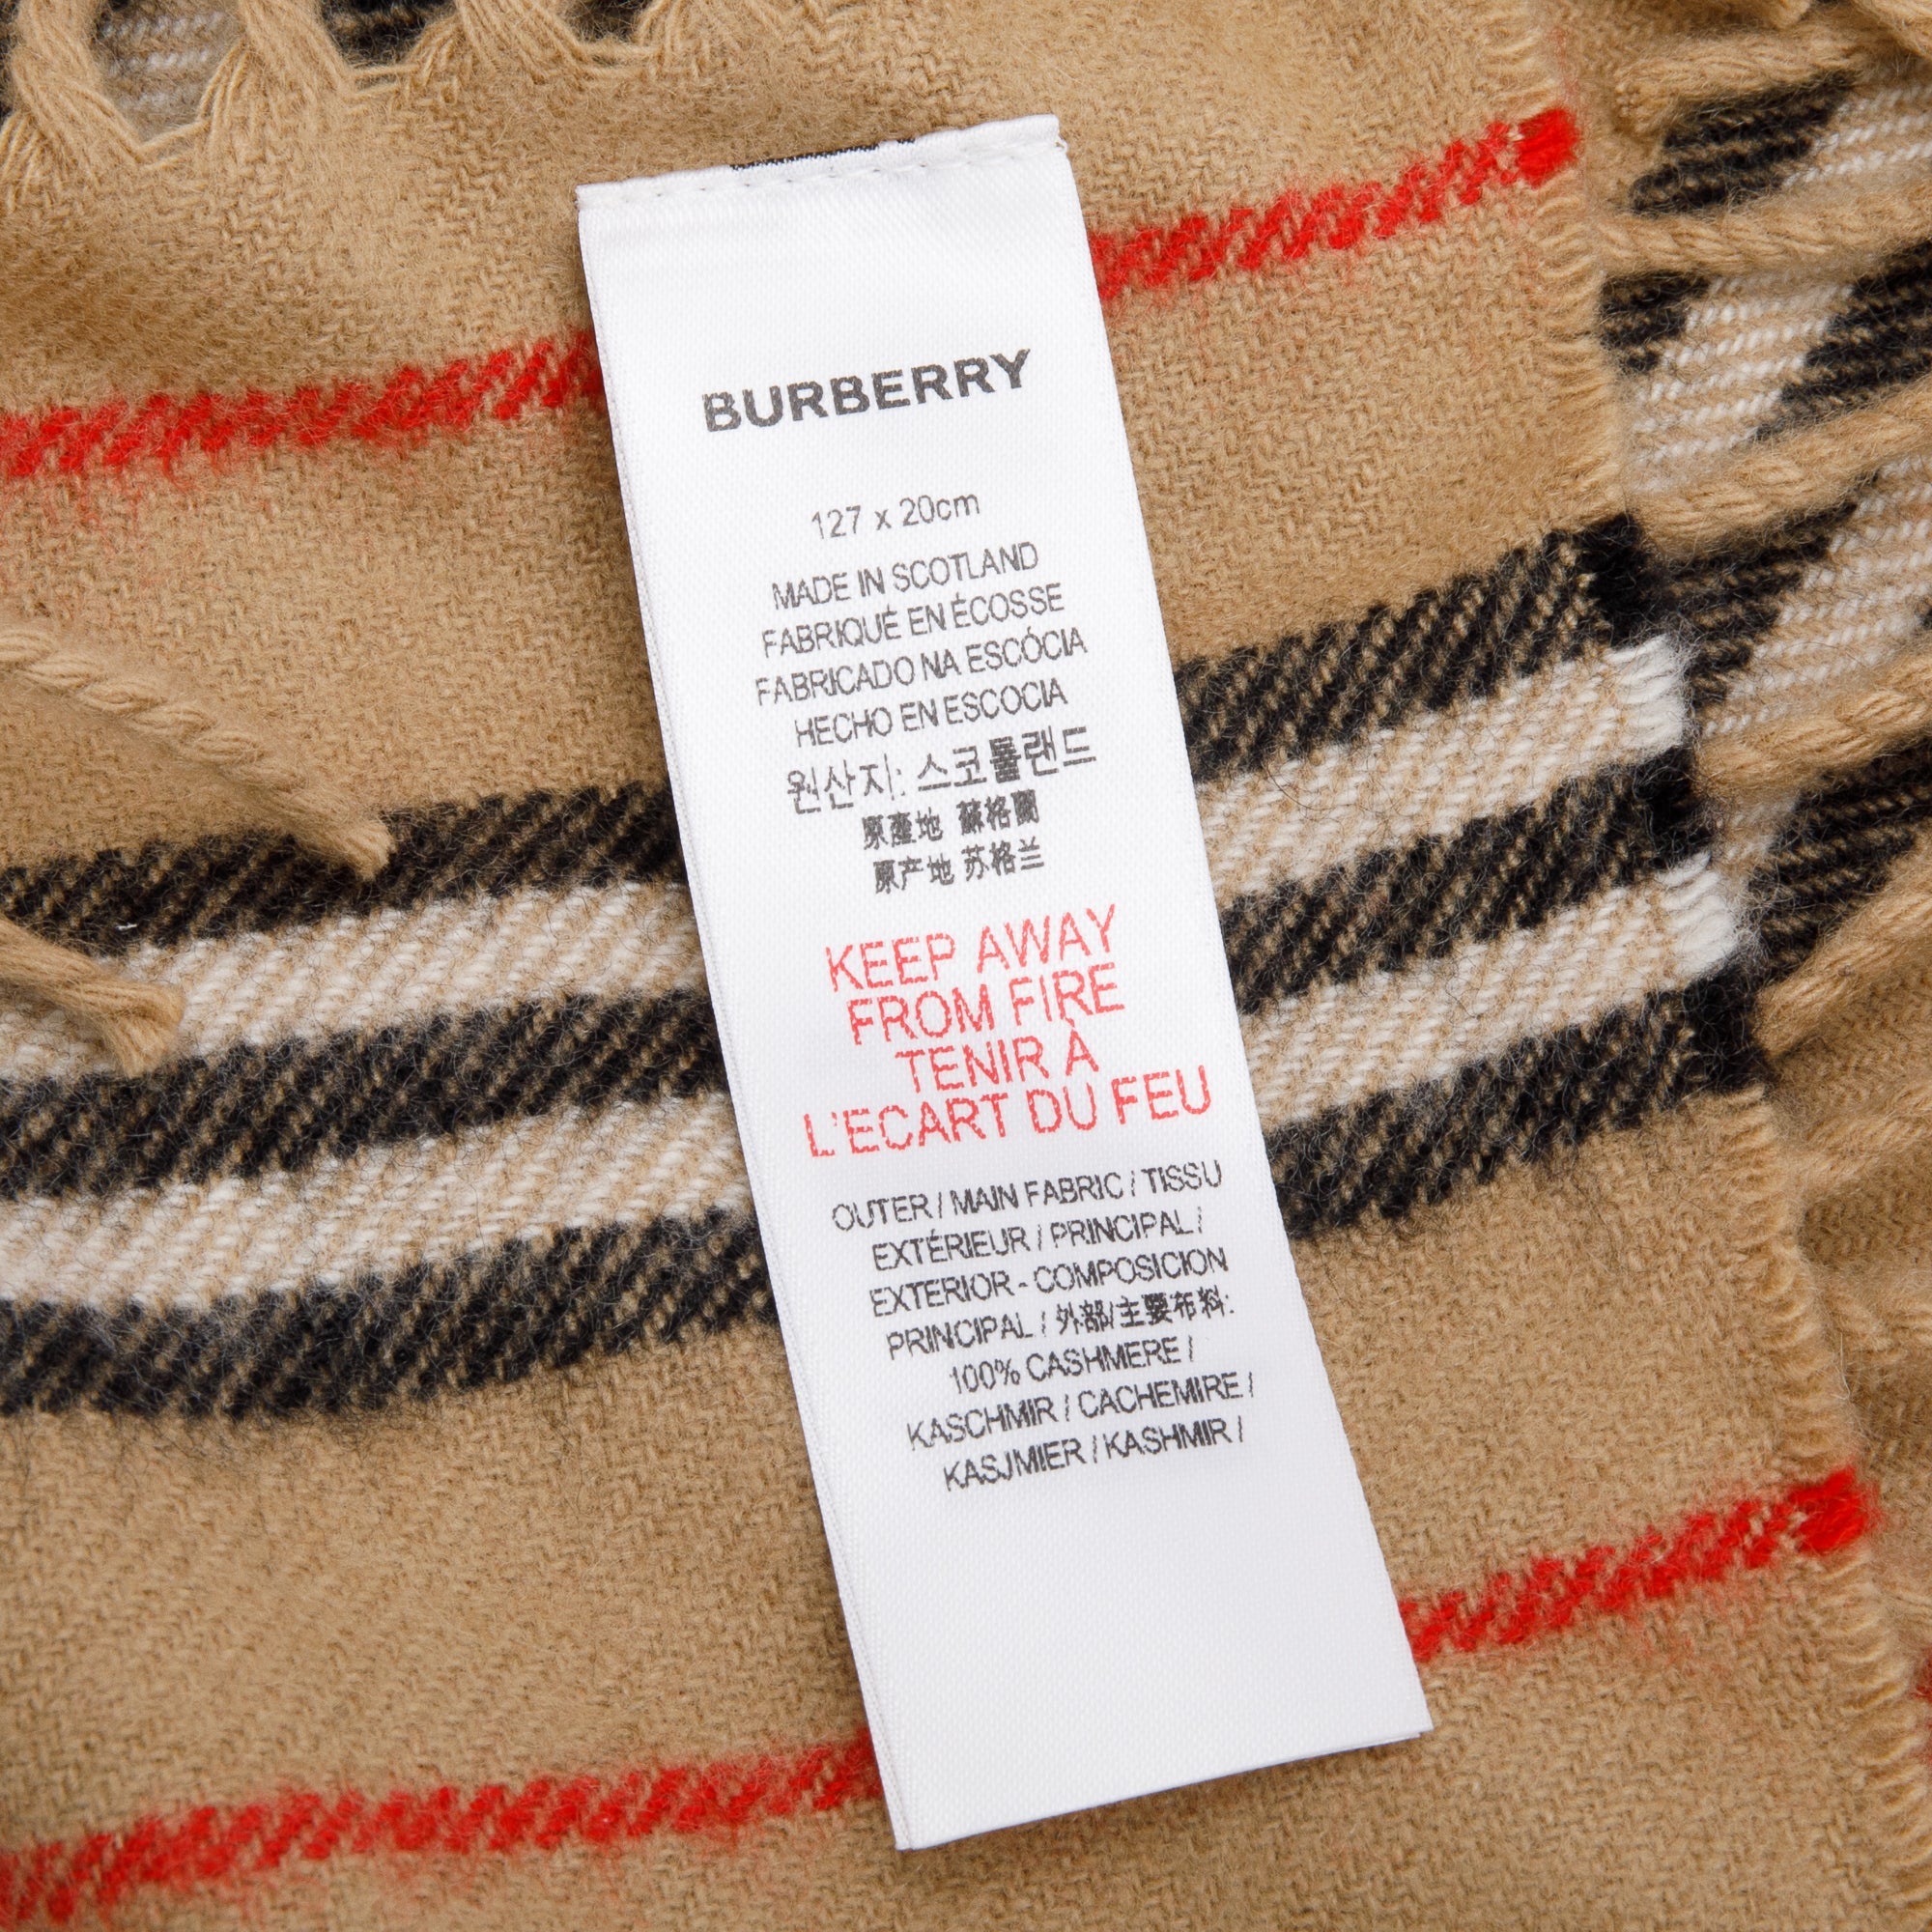 BURBERRY
127 x 20cm
MADE IN SCOTLAND
FABRIQUÉ EN ÉCOSSE
FABRICADO NA ESCÓCIA
HECHO EN ESCOCIA
원산지: 스코틀랜드
原產地 蘇格蘭
原产地 苏格兰
KEEP AWAY
FROM FIRE
TENIR À
L'ECART DU FEU
OUTER / MAIN FABRIC / TISSU
EXTÉRIEUR / PRINCIPAL /
EXTERIOR - COMPOSICION
PRINCIPAL / 外部/主要布料:
100% CASHMERE /
KASCHMIR / CACHEMIRE /
KASJMIER / KASHMIR /